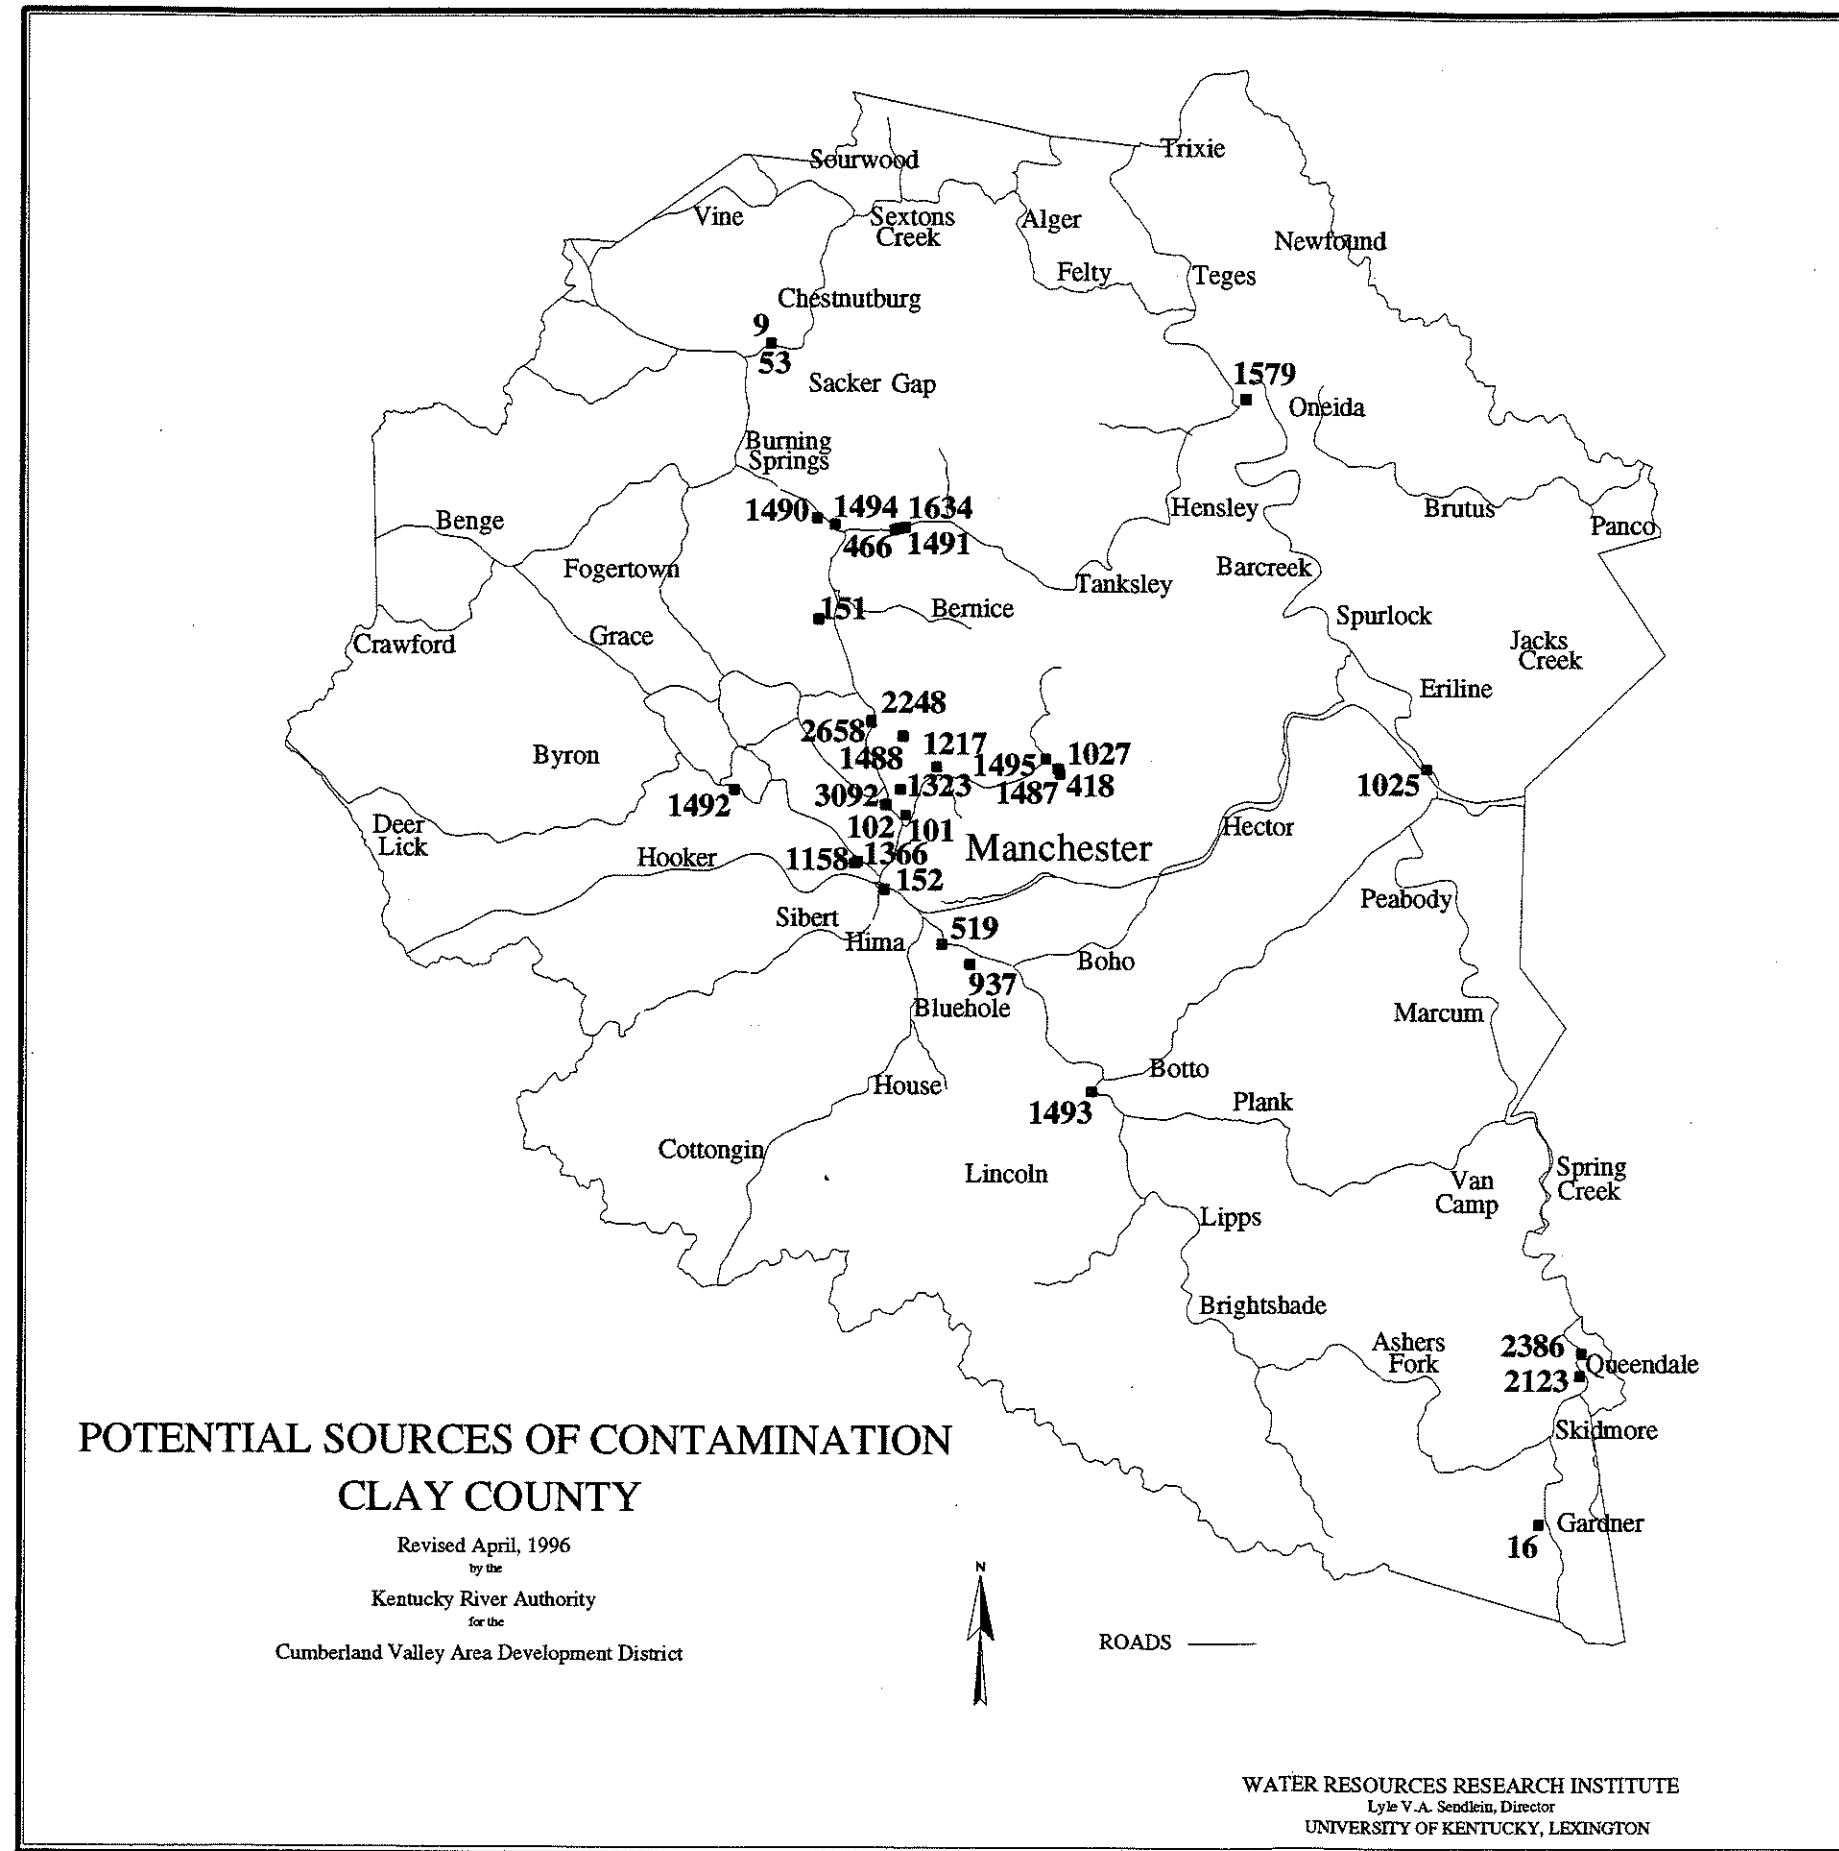 Trixie
Sourwood
Vine
Sextons
Creek
Alger
Newfound
Felty
Teges
Chestnutburg
9
53
1579
Sacker Gap
Oneida
Burning
Springs
1490
1494
1634
Hensley
Brutus
Benge
Panco
466
1491
Fogertown
Barcreek
Tanksley
151
Bernice
Spurlock
Crawford
Grace
Jacks
Creek
Eriline
2248
2658
1217
Byron
1488
1495
1027
1025
1492
3092
1323
1487
418
Deer
Lick
102
101
Hector
Manchester
Hooker
1158
1366
152
Peabody
Sibert
Hima
519
Boho
937
Bluehole
Marcum
Botto
House
1493
Plank
Cottongin
Lincoln
Van
Camp
Spring
Creek
Lipps
Brightshade
Ashers
Fork
2386
Queendale
2123
Skidmore
Gardner
16
POTENTIAL SOURCES OF CONTAMINATION
CLAY COUNTY
Revised April, 1996
by the
Kentucky River Authority
for the
Cumberland Valley Area Development District
N
ROADS
WATER RESOURCES RESEARCH INSTITUTE
Lyle V.A. Sendlein, Director
UNIVERSITY OF KENTUCKY, LEXINGTON